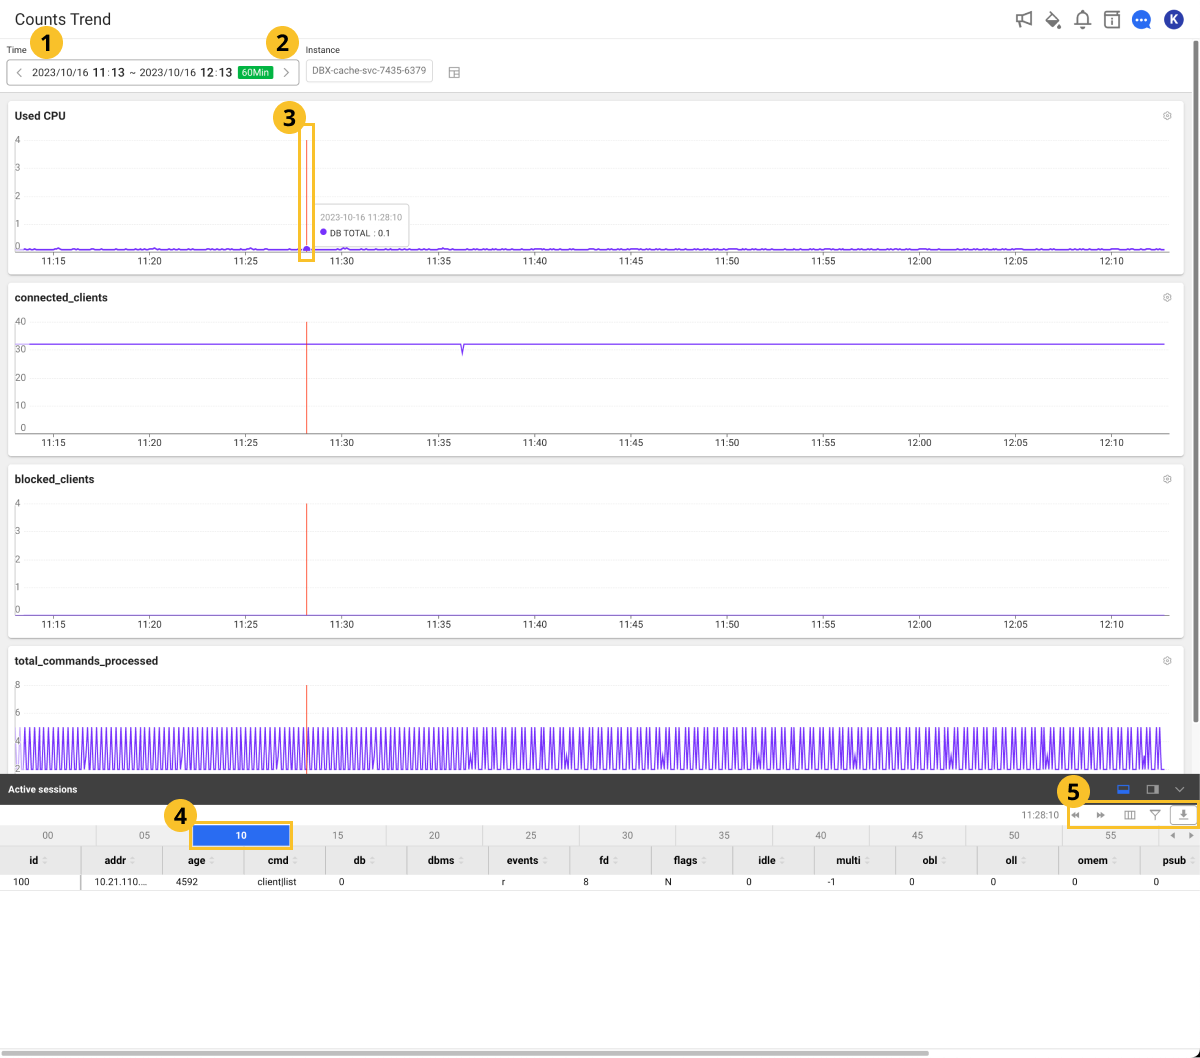 Counts Trend
K
1
2
Time
Instance
2023/10/16 11:13 ~ 2023/10/16 12:13 60Min
DBX-cache-svc-7435-6379
3
Used CPU
4
3
2
1
0
2023-10-16 11:28:10
DB TOTAL : 0.1
11:15 11:20 11:25 11:30 11:35 11:40 11:45 11:50 11:55 12:00 12:05 12:10
connected_clients
40
30
20
10
0
11:15 11:20 11:25 11:30 11:35 11:40 11:45 11:50 11:55 12:00 12:05 12:10
blocked_clients
4
3
2
1
0
11:15 11:20 11:25 11:30 11:35 11:40 11:45 11:50 11:55 12:00 12:05 12:10
total_commands_processed
8
6
4
2
Active sessions
5
4
11:28:10
00 05 10 15 20 25 30 35 40 45 50 55
id addr age cmd db dbms events fd flags idle multi obl oll omem psub
100 10.21.110.... 4592 client|list 0 r 8 N 0 -1 0 0 0 0